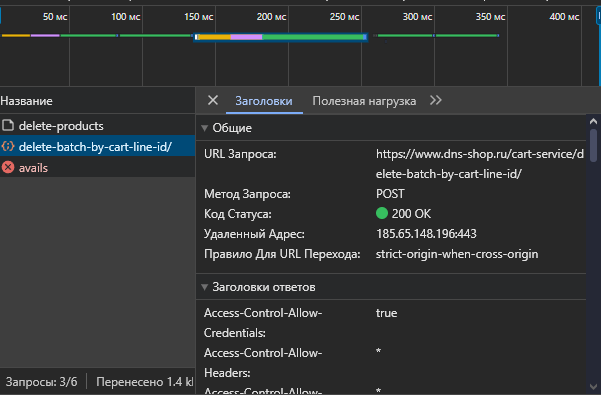 50 мс 100 мс 150 мс 200 мс 250 мс 300 мс 350 мс 400 мс
Название
Заголовки Полезная нагрузка
delete-products
delete-batch-by-cart-line-id/
avails
Общие
URL Запроса: https://www.dns-shop.ru/cart-service/d
elete-batch-by-cart-line-id/
Метод Запроса: POST
Код Статуса: 200 OK
Удаленный Адрес: 185.65.148.196:443
Правило Для URL Перехода: strict-origin-when-cross-origin
Заголовки ответов
Access-Control-Allow- true
Credentials:
Access-Control-Allow- *
Headers:
Access-Control-Allow- *
Запросы: 3/6 Перенесено 1.4 kl